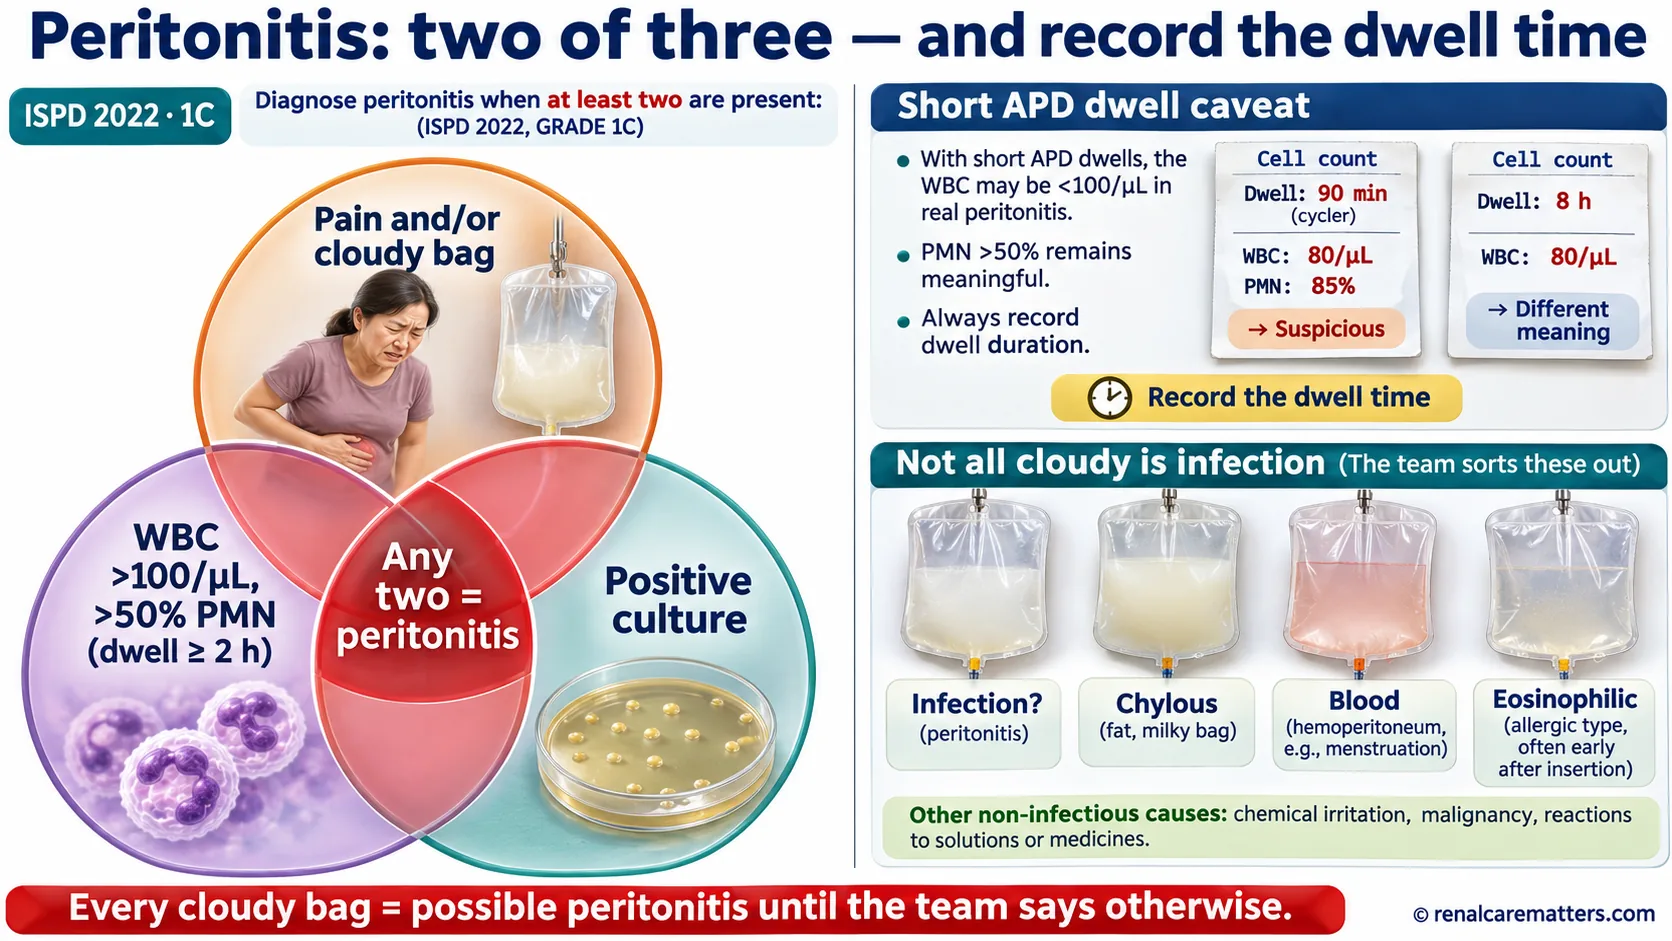 Peritonitis: two of three — and record the dwell time
ISPD 2022 · 1C
Diagnose peritonitis when at least two are present:
(ISPD 2022, GRADE 1C)
Pain and/or
cloudy bag
WBC
>100/µL,
>50% PMN
(dwell ≥ 2 h)
Any
two =
peritonitis
Positive
culture
Short APD dwell caveat
• With short APD dwells, the
WBC may be <100/µL in
real peritonitis.
• PMN >50% remains
meaningful.
• Always record
dwell duration.
Cell count
Dwell: 90 min
(cycler)
WBC: 80/µL
PMN: 85%
→ Suspicious
Cell count
Dwell: 8 h
WBC: 80/µL
→ Different
meaning
Record the dwell time
Not all cloudy is infection (The team sorts these out)
Infection?
(peritonitis)
Chylous
(fat, milky bag)
Blood
(hemoperitoneum,
e.g., menstruation)
Eosinophilic
(allergic type,
often early
after insertion)
Other non-infectious causes: chemical irritation, malignancy, reactions
to solutions or medicines.
Every cloudy bag = possible peritonitis until the team says otherwise.
© renalcarematters.com